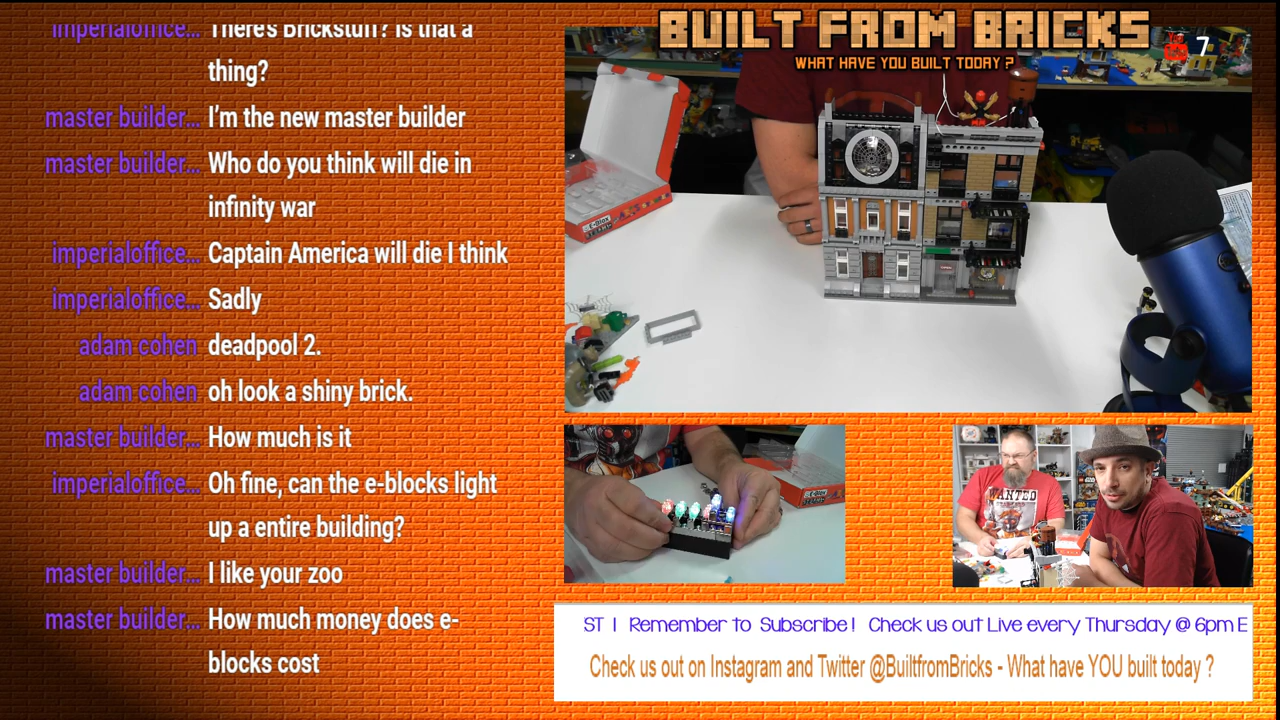 imperialoffice... There's Brickstuff? Is that a
thing?
master builder... I'm the new master builder
master builder... Who do you think will die in
infinity war
imperialoffice... Captain America will die I think
imperialoffice... Sadly
adam cohen deadpool 2.
adam cohen oh look a shiny brick.
master builder... How much is it
imperialoffice... Oh fine, can the e-blocks light
up a entire building?
master builder... I like your zoo
master builder... How much money does e-
blocks cost
BUILT FROM BRICKS
WHAT HAVE YOU BUILT TODAY ?
7
E-Blox
WANTED
ST | Remember to Subscribe! Check us out Live every Thursday @ 6pm E
Check us out on Instagram and Twitter @BuiltfromBricks - What have YOU built today ?